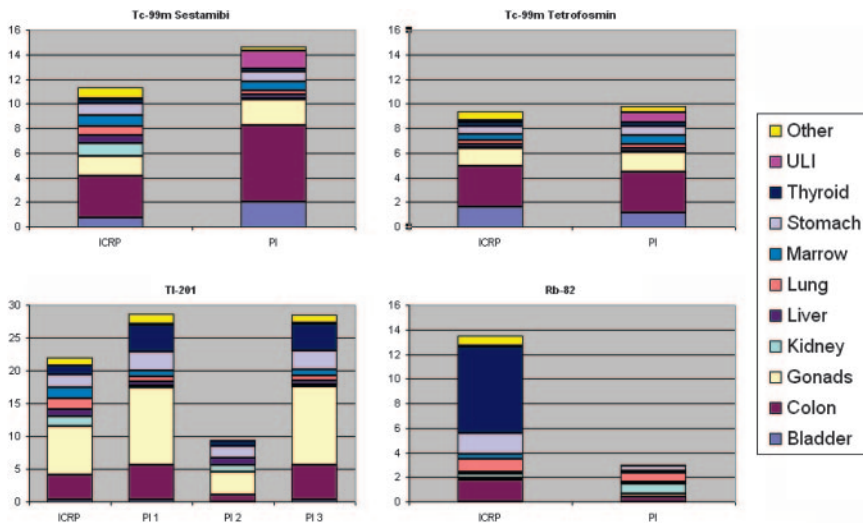 Tc-99m Sestamibi
16
14
12
10
8
6
4
2
0
ICRP PI
Tc-99m Tetrofosmin
16
14
12
10
8
6
4
2
0
ICRP PI
Tl-201
30
25
20
15
10
5
0
ICRP PI 1 PI 2 PI 3
Rb-82
16
14
12
10
8
6
4
2
0
ICRP PI
Other
ULI
Thyroid
Stomach
Marrow
Lung
Liver
Kidney
Gonads
Colon
Bladder